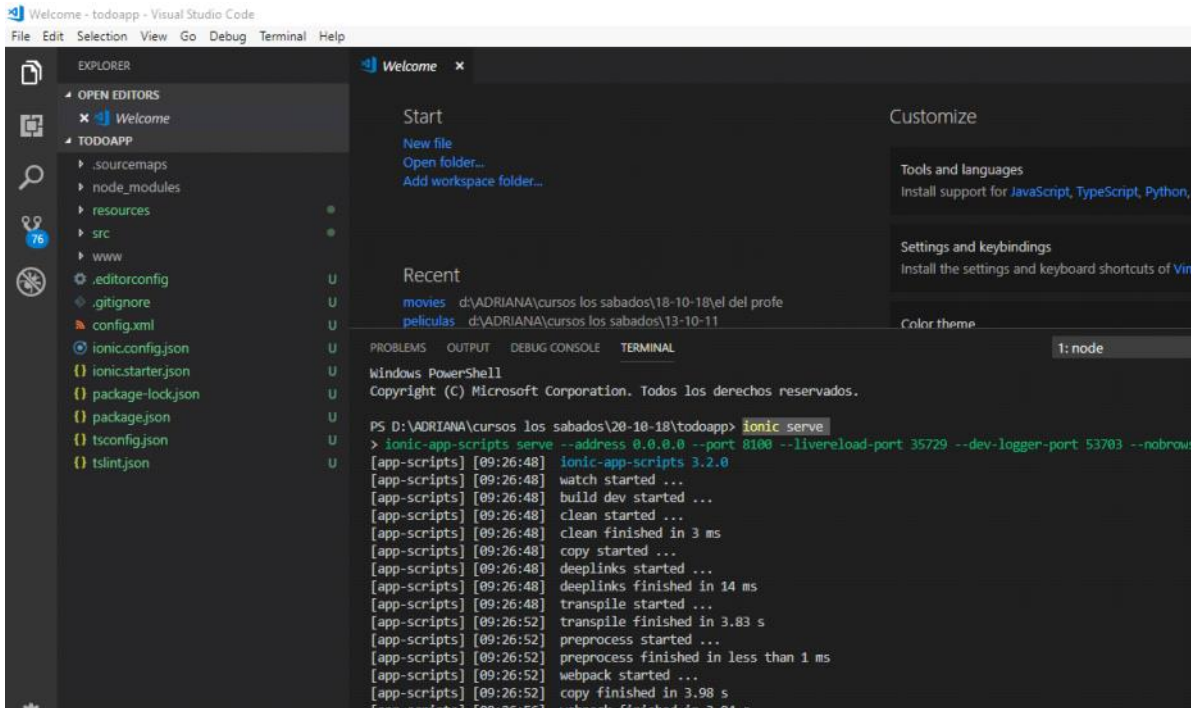 Welcome - todoapp - Visual Studio Code
File Edit Selection View Go Debug Terminal Help
EXPLORER
OPEN EDITORS
Welcome
TODOAPP
.sourcemaps
node_modules
resources
src
76
www
.editorconfig U
.gitignore U
config.xml U
ionic.config.json U
{} ionic.starter.json U
{} package-lock.json U
{} package.json U
{} tsconfig.json U
{} tslint.json U
Welcome ×
Start
New file
Open folder...
Add workspace folder...
Recent
movies d:\ADRIANA\cursos los sabados\18-10-18\el del profe
peliculas d:\ADRIANA\cursos los sabados\13-10-11
Customize
Tools and languages
Install support for JavaScript, TypeScript, Python,
Settings and keybindings
Install the settings and keyboard shortcuts of Vim
Color theme
PROBLEMS OUTPUT DEBUG CONSOLE TERMINAL 1: node
Windows PowerShell
Copyright (C) Microsoft Corporation. Todos los derechos reservados.
PS D:\ADRIANA\cursos los sabados\20-10-18\todoapp> ionic serve
> ionic-app-scripts serve --address 0.0.0.0 --port 8100 --livereload-port 35729 --dev-logger-port 53703 --nobrows
[app-scripts] [09:26:48] ionic-app-scripts 3.2.0
[app-scripts] [09:26:48] watch started ...
[app-scripts] [09:26:48] build dev started ...
[app-scripts] [09:26:48] clean started ...
[app-scripts] [09:26:48] clean finished in 3 ms
[app-scripts] [09:26:48] copy started ...
[app-scripts] [09:26:48] deeplinks started ...
[app-scripts] [09:26:48] deeplinks finished in 14 ms
[app-scripts] [09:26:48] transpile started ...
[app-scripts] [09:26:52] transpile finished in 3.83 s
[app-scripts] [09:26:52] preprocess started ...
[app-scripts] [09:26:52] preprocess finished in less than 1 ms
[app-scripts] [09:26:52] webpack started ...
[app-scripts] [09:26:52] copy finished in 3.98 s